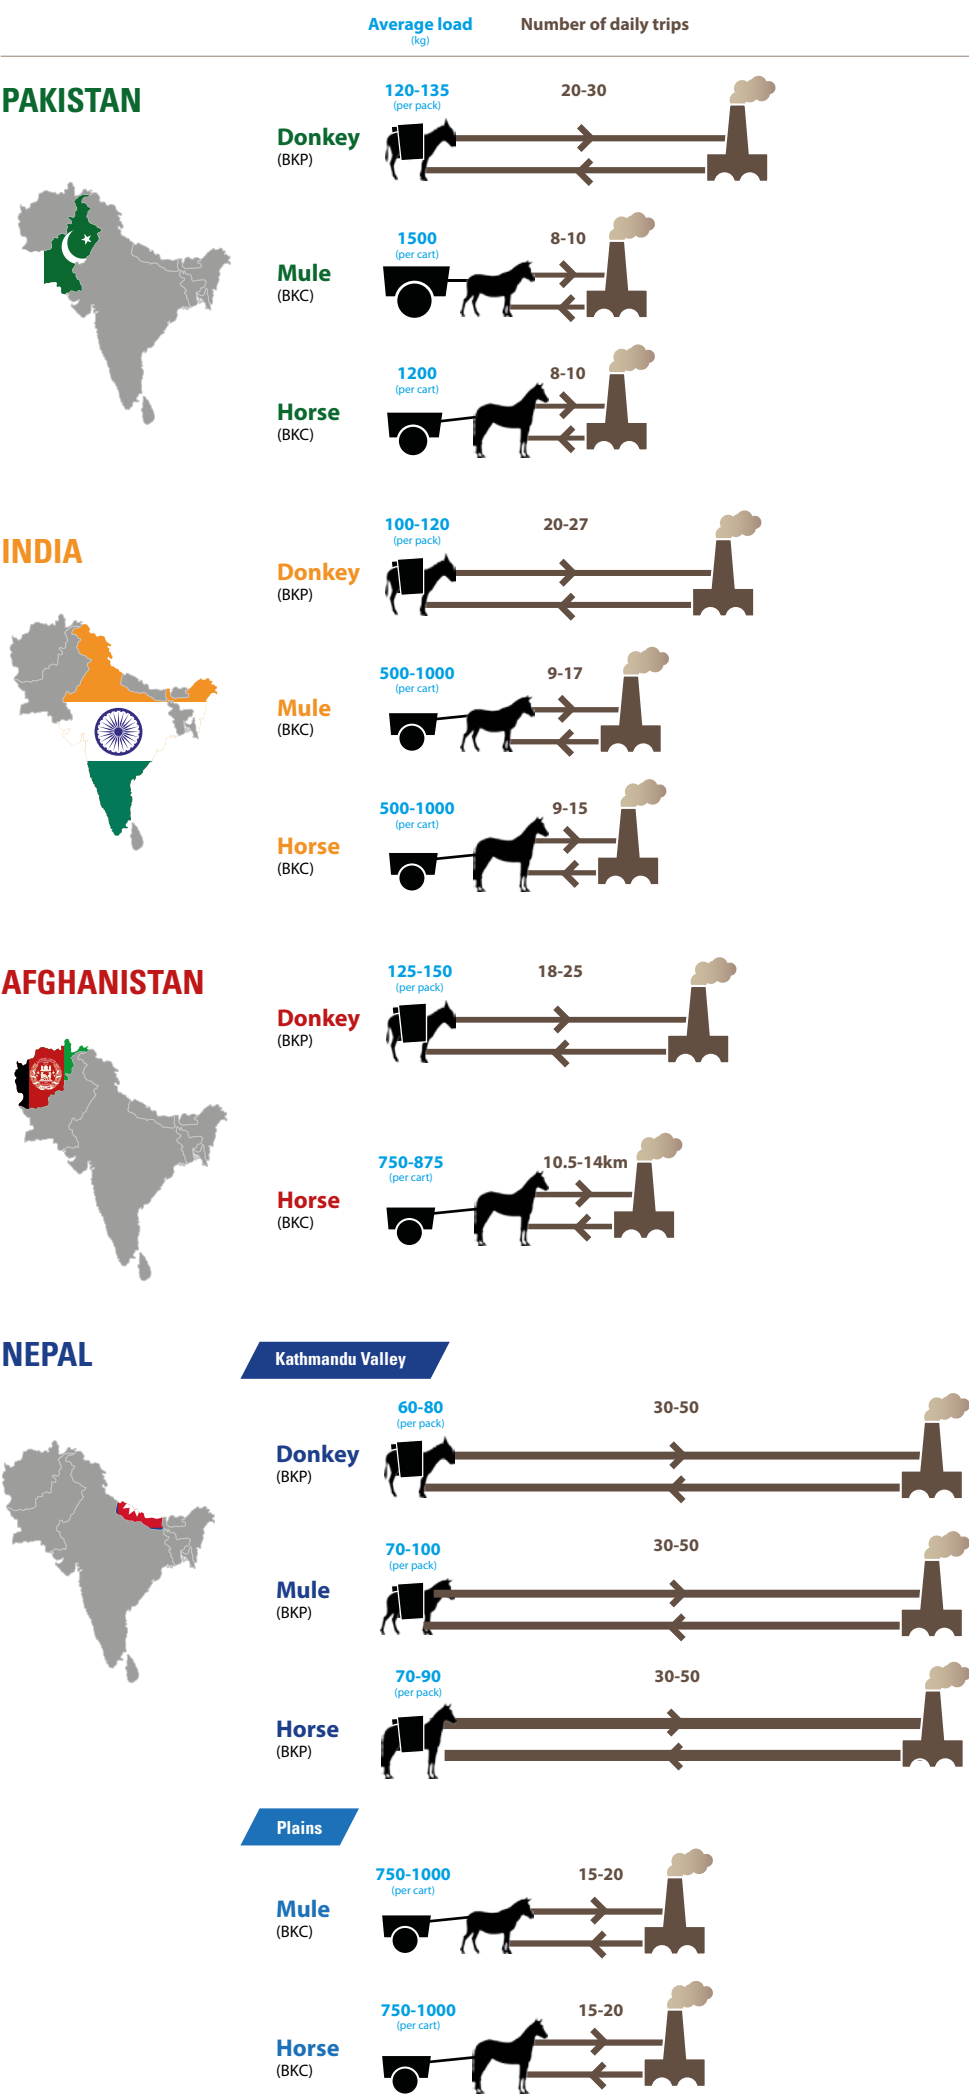 Average load
(kg)
Number of daily trips
PAKISTAN
120-135
(per pack)
20-30
Donkey
(BKP)
1500
(per cart)
8-10
Mule
(BKC)
1200
(per cart)
8-10
Horse
(BKC)
INDIA
100-120
(per pack)
20-27
Donkey
(BKP)
500-1000
(per cart)
9-17
Mule
(BKC)
500-1000
(per cart)
9-15
Horse
(BKC)
AFGHANISTAN
125-150
(per pack)
18-25
Donkey
(BKP)
750-875
(per cart)
10.5-14km
Horse
(BKC)
NEPAL
Kathmandu Valley
60-80
(per pack)
30-50
Donkey
(BKP)
70-100
(per pack)
30-50
Mule
(BKP)
70-90
(per pack)
30-50
Horse
(BKP)
Plains
750-1000
(per cart)
15-20
Mule
(BKC)
750-1000
(per cart)
15-20
Horse
(BKC)